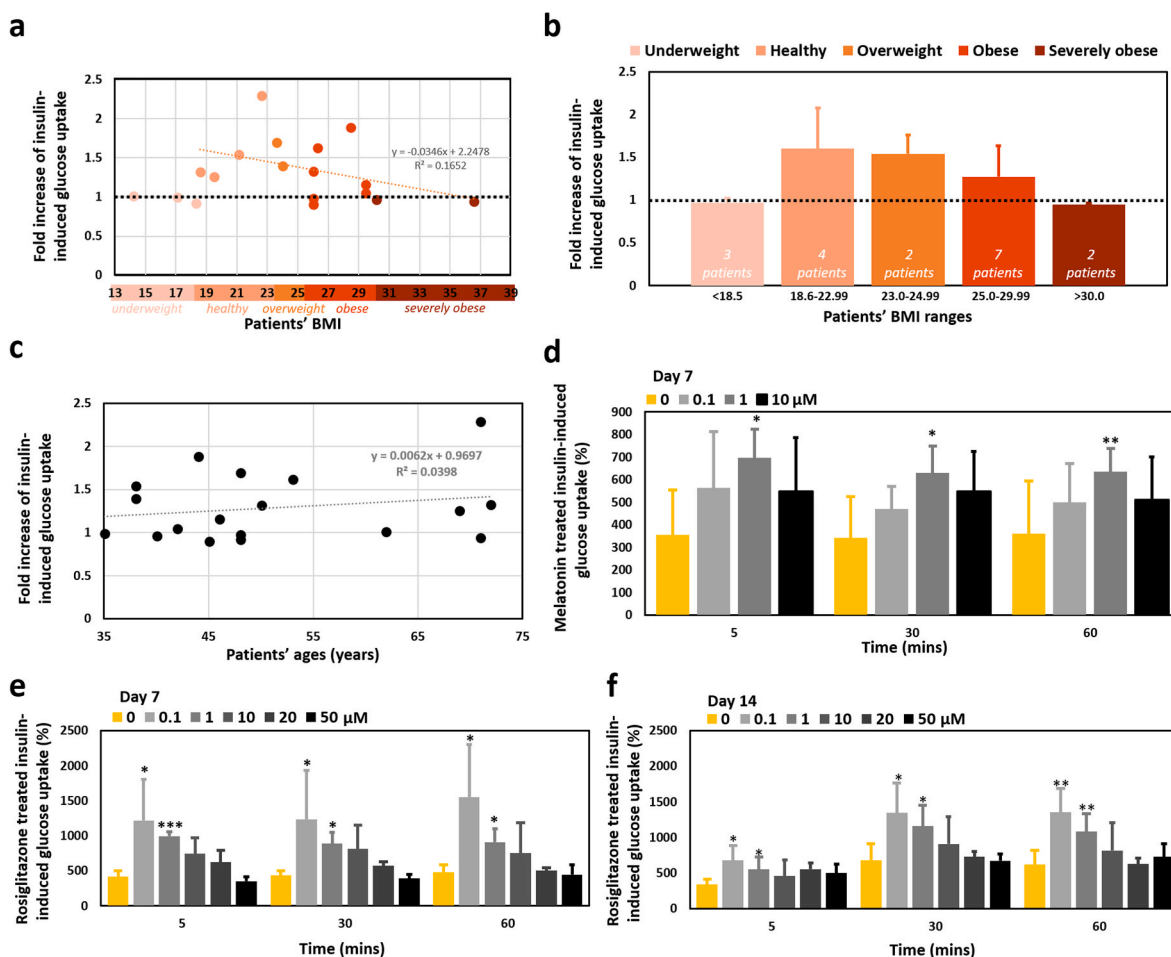 a
Fold increase of insulin-
induced glucose uptake
2.5
2
1.5
1
0.5
0
y = -0.0346x + 2.2478
R² = 0.1652
13 15 17 19 21 23 25 27 29 31 33 35 37 39
underweight healthy overweight obese severely obese
Patients' BMI
b
Underweight Healthy Overweight Obese Severely obese
Fold increase of insulin-
induced glucose uptake
2.5
2
1.5
1
0.5
0
3 patients
4 patients
2 patients
7 patients
2 patients
<18.5 18.6-22.99 23.0-24.99 25.0-29.99 >30.0
Patients' BMI ranges
c
Fold increase of insulin-
induced glucose uptake
2.5
2
1.5
1
0.5
0
y = 0.0062x + 0.9697
R² = 0.0398
35 45 55 65 75
Patients' ages (years)
d
Day 7
0 0.1 1 10 μM
Melatonin treated insulin-induced
glucose uptake (%)
900
800
700
600
500
400
300
200
100
0
* * **
5 30 60
Time (mins)
e
Day 7
0 0.1 1 10 20 50 μM
Rosiglitazone treated insulin-
induced glucose uptake (%)
2500
2000
1500
1000
500
0
* *** * * * *
5 30 60
Time (mins)
f
Day 14
0 0.1 1 10 20 50 μM
Rosiglitazone treated insulin-
induced glucose uptake (%)
2500
2000
1500
1000
500
0
* * * * ** **
5 30 60
Time (mins)